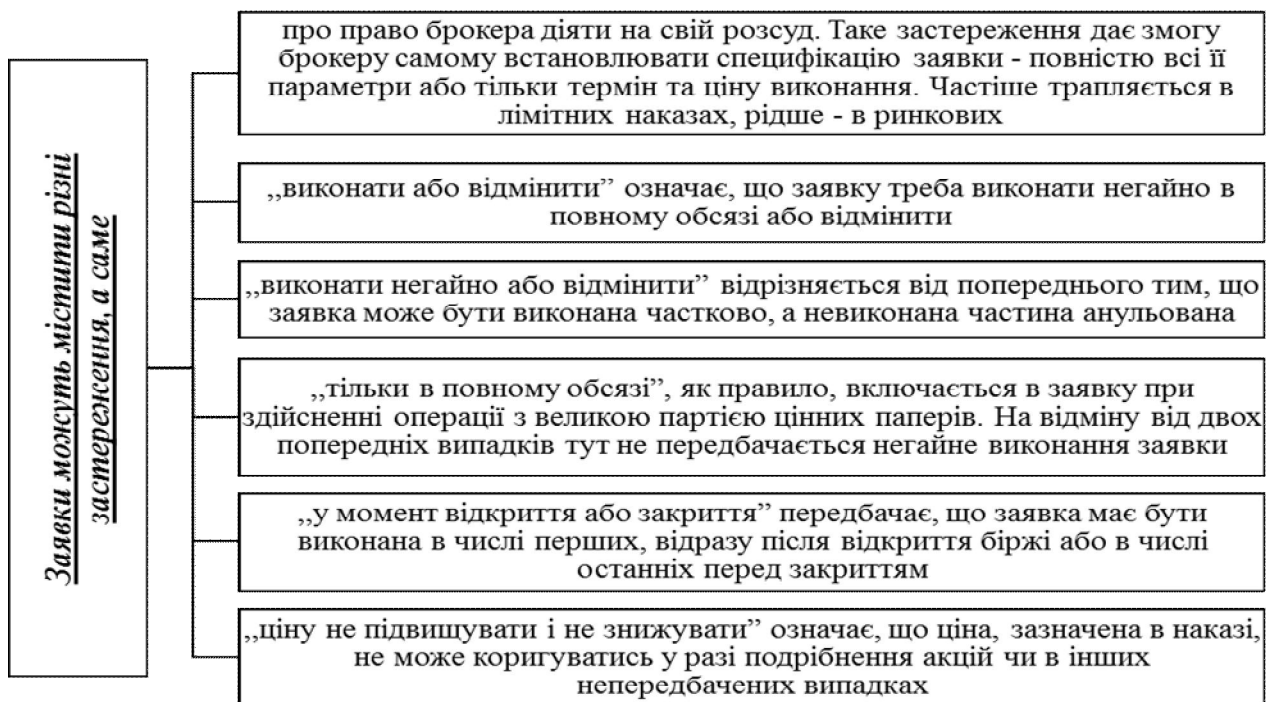 Заявки можуть містити різні
застереження, а саме
про право брокера діяти на свій розсуд. Таке застереження дає змогу
брокеру самому встановлювати специфікацію заявки - повністю всі її
параметри або тільки термін та ціну виконання. Частіше трапляється в
лімітних наказах, рідше - в ринкових
,,виконати або відмінити” означає, що заявку треба виконати негайно в
повному обсязі або відмінити
,,виконати негайно або відмінити” відрізняється від попереднього тим, що
заявка може бути виконана частково, а невиконана частина анульована
,,тільки в повному обсязі”, як правило, включається в заявку при
здійсненні операції з великою партією цінних паперів. На відміну від двох
попередніх випадків тут не передбачається негайне виконання заявки
,,у момент відкриття або закриття” передбачає, що заявка має бути
виконана в числі перших, відразу після відкриття біржі або в числі
останніх перед закриттям
,,ціну не підвищувати і не знижувати” означає, що ціна, зазначена в наказі,
не може коригуватись у разі подрібнення акцій чи в інших
непередбачених випадках